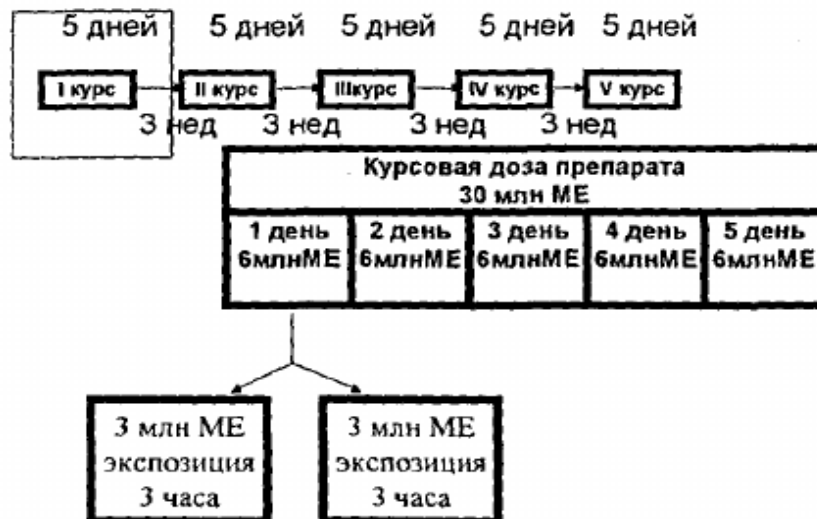 5 дней 5 дней 5 дней 5 дней 5 дней
I курс II курс IIIкурс IV курс V курс
3 нед 3 нед 3 нед 3 нед
Курсовая доза препарата
30 млн МЕ
1 день 2 день 3 день 4 день 5 день
6млнМЕ 6млнМЕ 6млнМЕ 6млнМЕ 6млнМЕ
3 млн МЕ 3 млн МЕ
экспозиция экспозиция
3 часа 3 часа